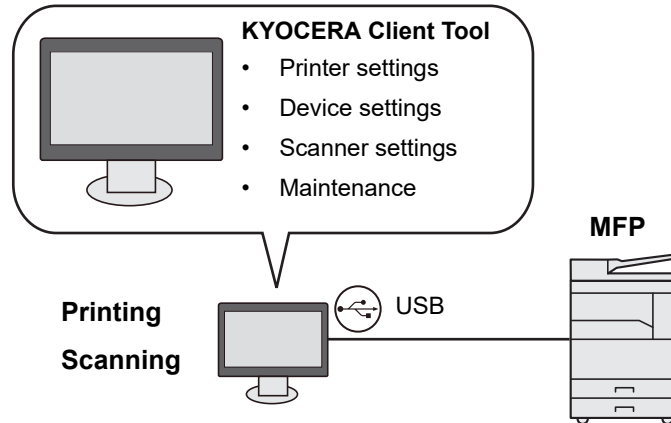 KYOCERA Client Tool
• Printer settings
• Device settings
• Scanner settings
• Maintenance
MFP
USB
Printing
Scanning